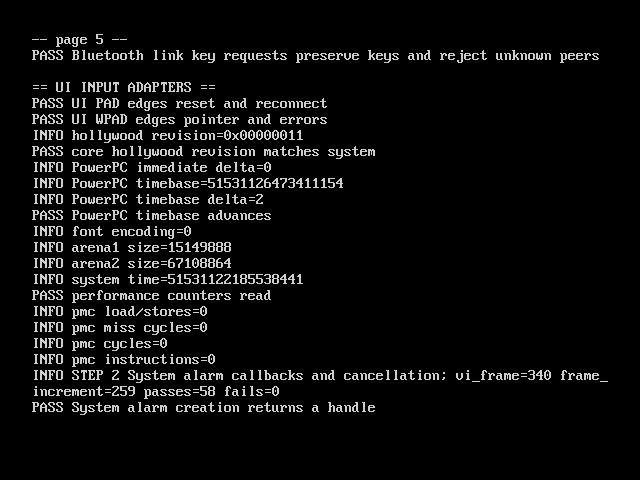 -- page 5 --
PASS Bluetooth link key requests preserve keys and reject unknown peers
== UI INPUT ADAPTERS ==
PASS UI PAD edges reset and reconnect
PASS UI WPAD edges pointer and errors
INFO hollywood revision=0x00000011
PASS core hollywood revision matches system
INFO PowerPC immediate delta=0
INFO PowerPC timebase=51531126473411154
INFO PowerPC timebase delta=2
PASS PowerPC timebase advances
INFO font encoding=0
INFO arena1 size=15149888
INFO arena2 size=67108864
INFO system time=51531122185538441
PASS performance counters read
INFO pmc load/stores=0
INFO pmc miss cycles=0
INFO pmc cycles=0
INFO pmc instructions=0
INFO STEP 2 System alarm callbacks and cancellation; vi_frame=340 frame_
increment=259 passes=58 fails=0
PASS System alarm creation returns a handle